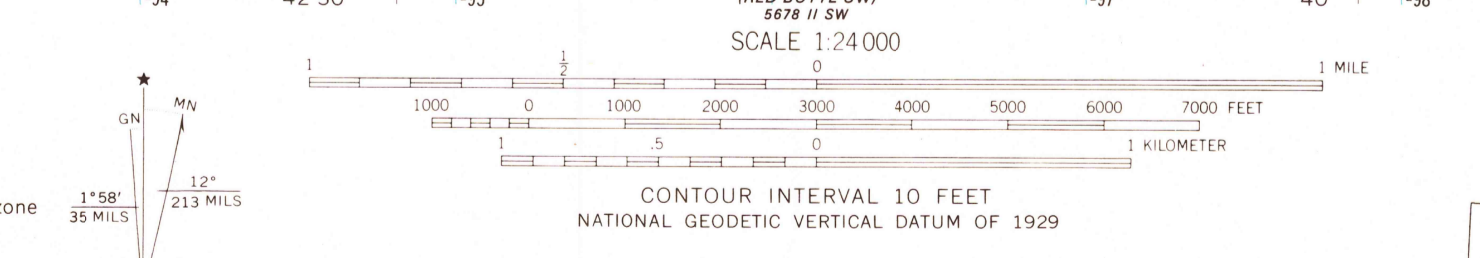 5678 II SW
SCALE 1:24 000
1 1/2 0 1 MILE
1000 0 1000 2000 3000 4000 5000 6000 7000 FEET
1 .5 0 1 KILOMETER
CONTOUR INTERVAL 10 FEET
NATIONAL GEODETIC VERTICAL DATUM OF 1929
★
GN
MN
1°58'
35 MILS
12°
213 MILS
zone